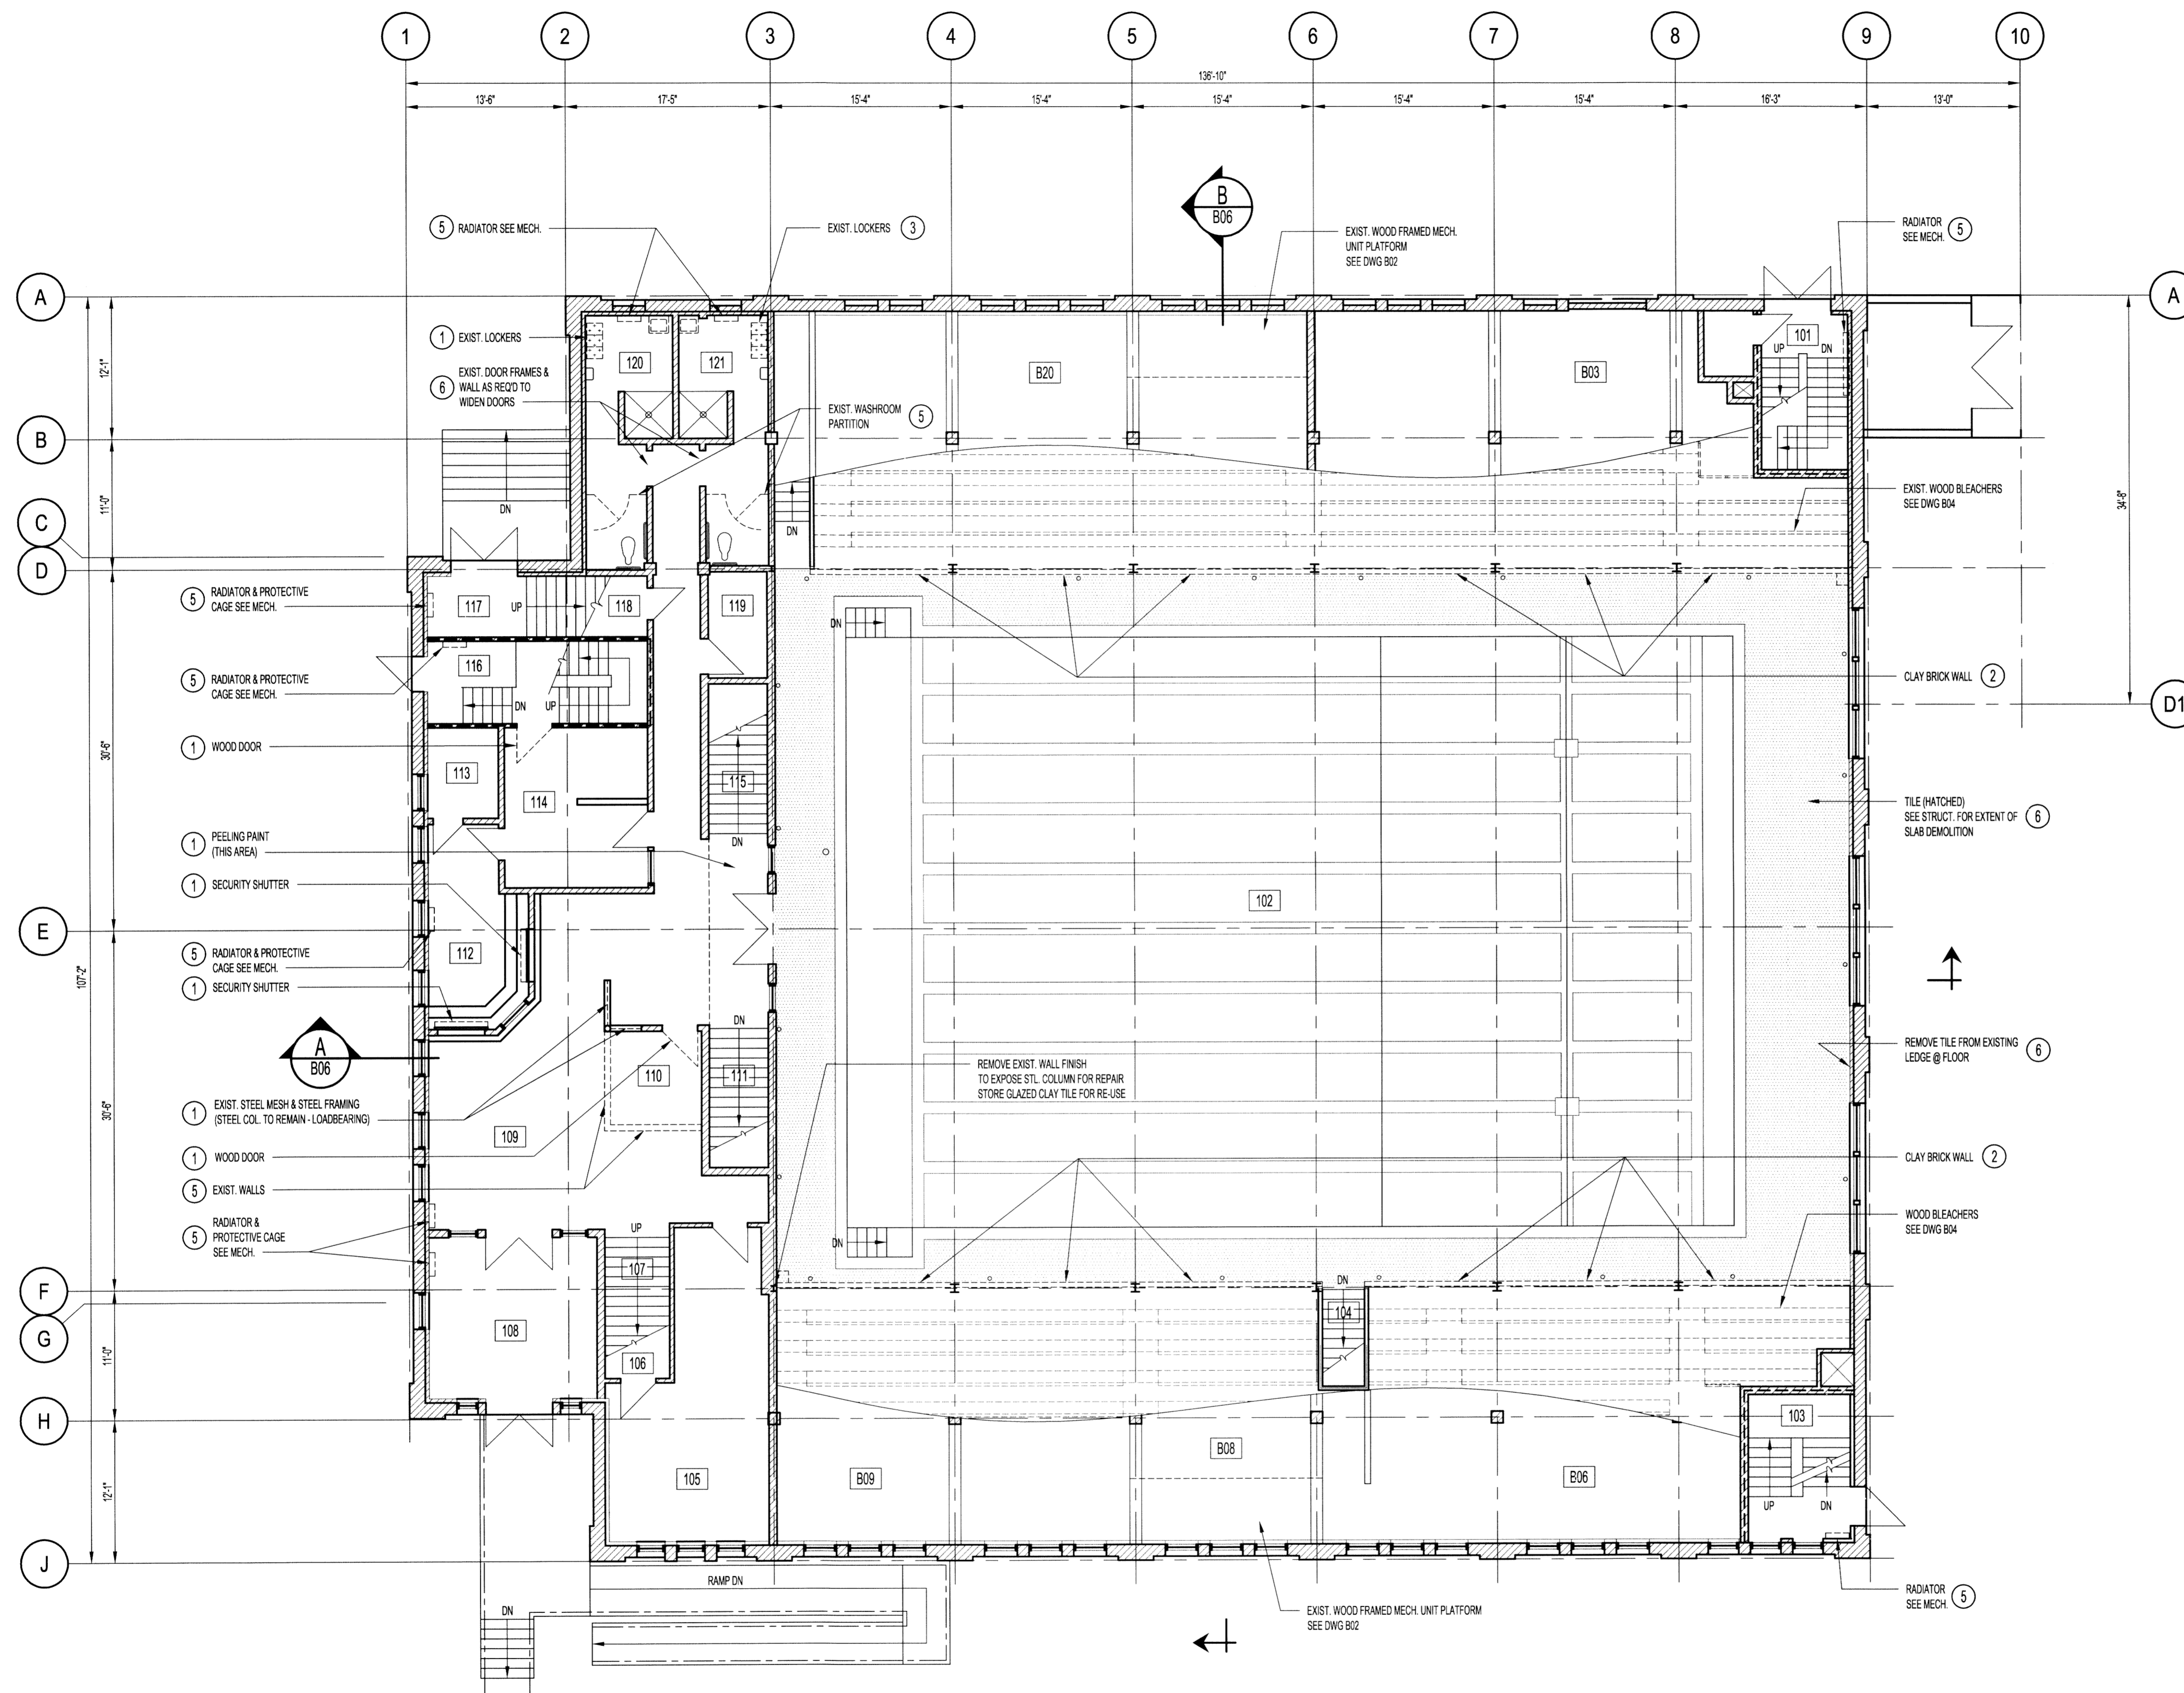 1
2
3
4
5
6
7
8
9
10
136'-10"
13'-6"
17'-5"
15'-4"
15'-4"
15'-4"
15'-4"
15'-4"
16'-3"
13'-0"
A
B
C
D
E
F
G
H
J
A
D1
12'-1"
11'-0"
30'-6"
30'-6"
11'-0"
12'-1"
107'-2"
34'-8"
B
B06
A
B06
5 RADIATOR SEE MECH.
EXIST. LOCKERS 3
EXIST. WOOD FRAMED MECH.
UNIT PLATFORM
SEE DWG B02
RADIATOR
SEE MECH. 5
1 EXIST. LOCKERS
6 EXIST. DOOR FRAMES &
WALL AS REQ'D TO
WIDEN DOORS
EXIST. WASHROOM
PARTITION 5
EXIST. WOOD BLEACHERS
SEE DWG B04
5 RADIATOR & PROTECTIVE
CAGE SEE MECH.
5 RADIATOR & PROTECTIVE
CAGE SEE MECH.
CLAY BRICK WALL 2
1 WOOD DOOR
TILE (HATCHED)
SEE STRUCT. FOR EXTENT OF
SLAB DEMOLITION 6
1 PEELING PAINT
(THIS AREA)
1 SECURITY SHUTTER
5 RADIATOR & PROTECTIVE
CAGE SEE MECH.
1 SECURITY SHUTTER
REMOVE TILE FROM EXISTING
LEDGE @ FLOOR 6
REMOVE EXIST. WALL FINISH
TO EXPOSE STL. COLUMN FOR REPAIR
STORE GLAZED CLAY TILE FOR RE-USE
1 EXIST. STEEL MESH & STEEL FRAMING
(STEEL COL. TO REMAIN - LOADBEARING)
1 WOOD DOOR
CLAY BRICK WALL 2
5 EXIST. WALLS
WOOD BLEACHERS
SEE DWG B04
5 RADIATOR &
PROTECTIVE CAGE
SEE MECH.
RADIATOR
SEE MECH. 5
EXIST. WOOD FRAMED MECH. UNIT PLATFORM
SEE DWG B02
120
121
B20
B03
101
UP
DN
DN
DN
117
UP
118
119
DN
116
DN
UP
113
114
115
DN
102
112
DN
110
111
109
UP
107
DN
DN
104
108
106
103
105
B09
B08
B06
UP
DN
RAMP DN
DN